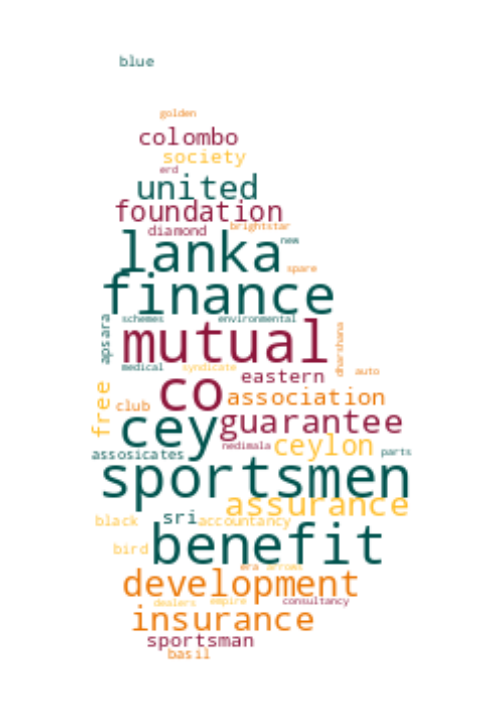 blue
golden
colombo
society
erd
united
foundation
diamond brightstar
lanka new
spare
finance
apsara schemes environmental
mutual dharshana
medical syndicate auto
co eastern
free club association
cey guarantee
nedimala ceylon parts
assosicates
sportsmen
assurance
black sri accountancy
bird benefit
era arrows
development
dealers empire consultancy
insurance
sportsman
basil